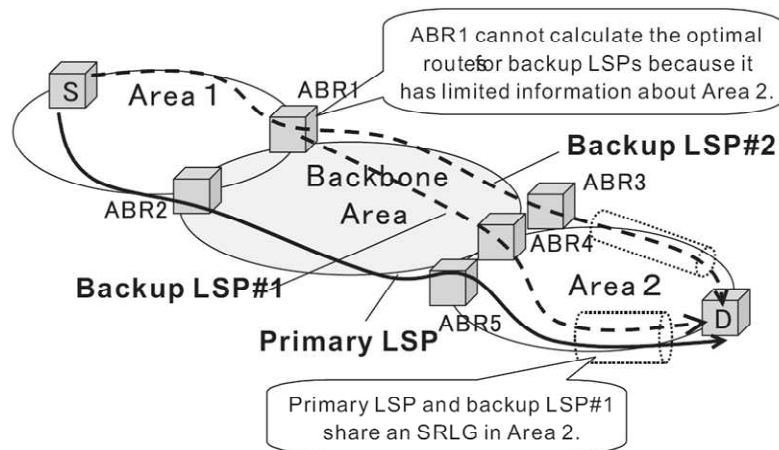 ABR1 cannot calculate the optimal
routesfor backup LSPs because it
has limited information about Area 2.
S
Area 1
ABR1
Backup LSP#2
Backbone
Area
ABR2
ABR3
ABR4
Backup LSP#1
Area 2
ABR5
Primary LSP
D
Primary LSP and backup LSP#1
share an SRLG in Area 2.